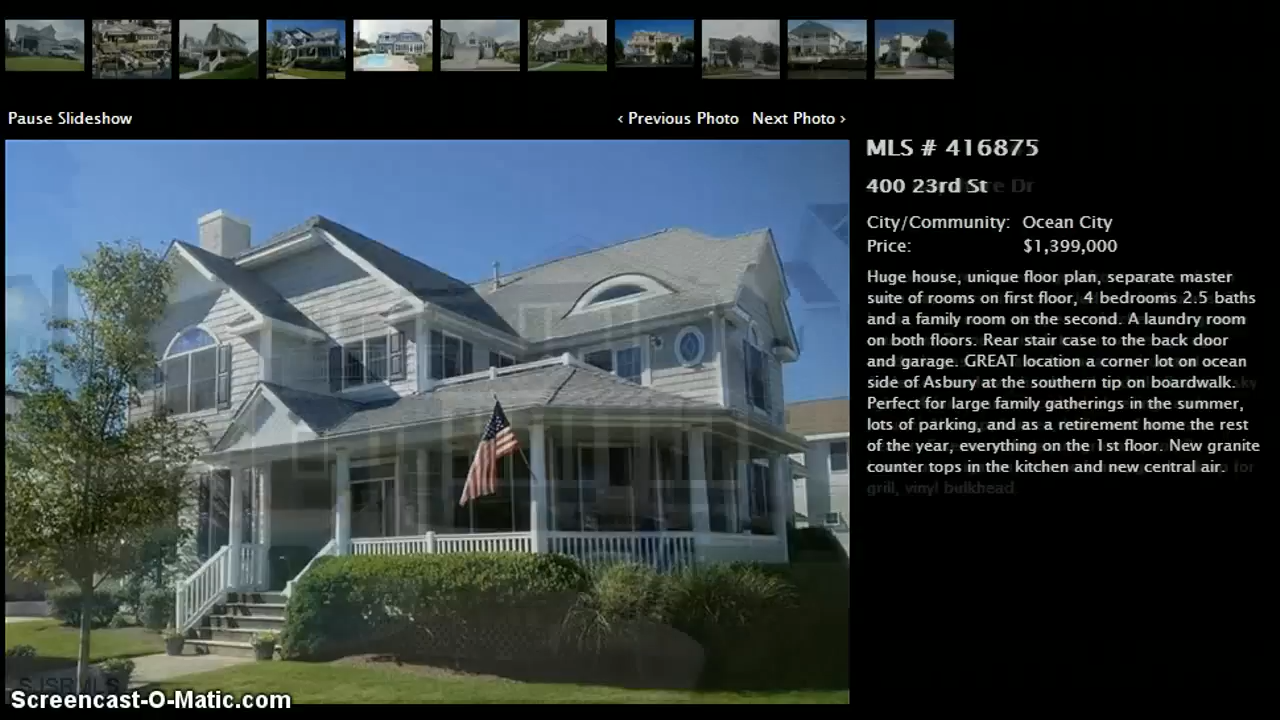 Pause Slideshow
‹ Previous Photo Next Photo ›
MLS # 416875
400 23rd St
City/Community: Ocean City
Price: $1,399,000
Huge house, unique floor plan, separate master
suite of rooms on first floor, 4 bedrooms 2.5 baths
and a family room on the second. A laundry room
on both floors. Rear stair case to the back door
and garage. GREAT location a corner lot on ocean
side of Asbury at the southern tip on boardwalk.
Perfect for large family gatherings in the summer,
lots of parking, and as a retirement home the rest
of the year, everything on the 1st floor. New granite
counter tops in the kitchen and new central air.
grill, vinyl bulkhead.
SJSRMLS
Screencast-O-Matic.com